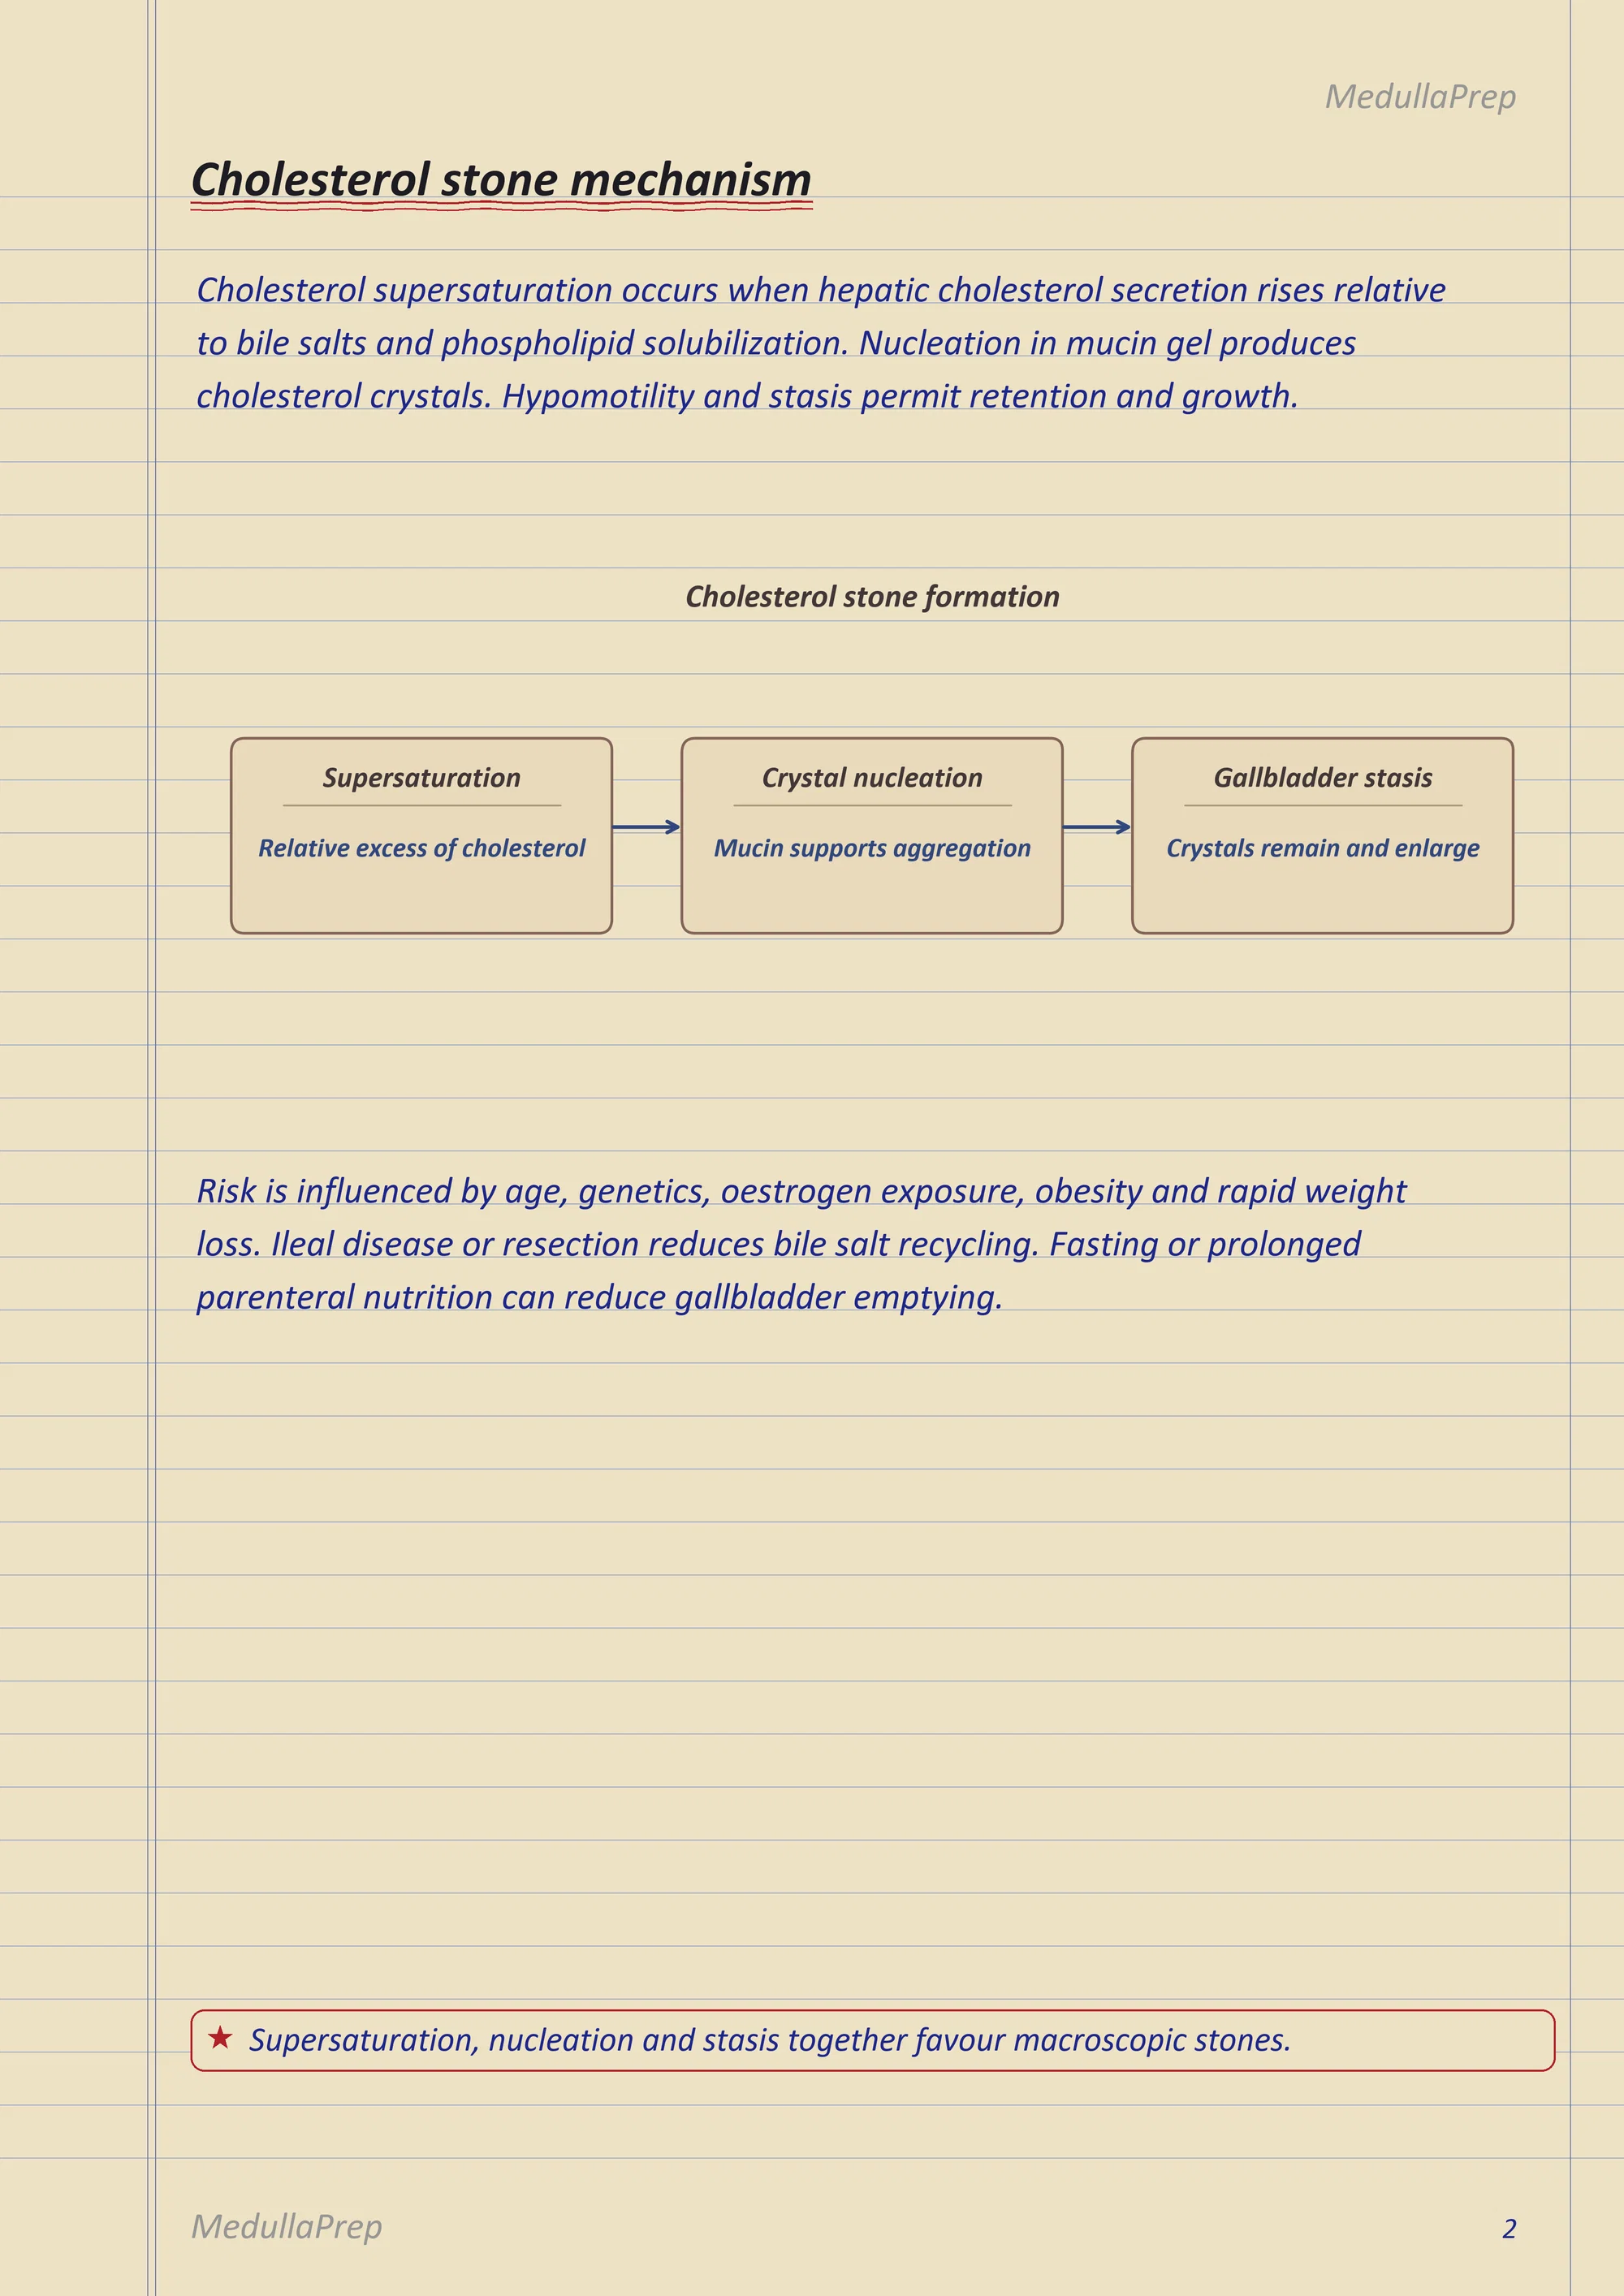 MedullaPrep
Cholesterol stone mechanism
Cholesterol supersaturation occurs when hepatic cholesterol secretion rises relative
to bile salts and phospholipid solubilization. Nucleation in mucin gel produces
cholesterol crystals. Hypomotility and stasis permit retention and growth.
Cholesterol stone formation
Supersaturation
Relative excess of cholesterol
Crystal nucleation
Mucin supports aggregation
Gallbladder stasis
Crystals remain and enlarge
Risk is influenced by age, genetics, oestrogen exposure, obesity and rapid weight
loss. Ileal disease or resection reduces bile salt recycling. Fasting or prolonged
parenteral nutrition can reduce gallbladder emptying.
★ Supersaturation, nucleation and stasis together favour macroscopic stones.
MedullaPrep
2